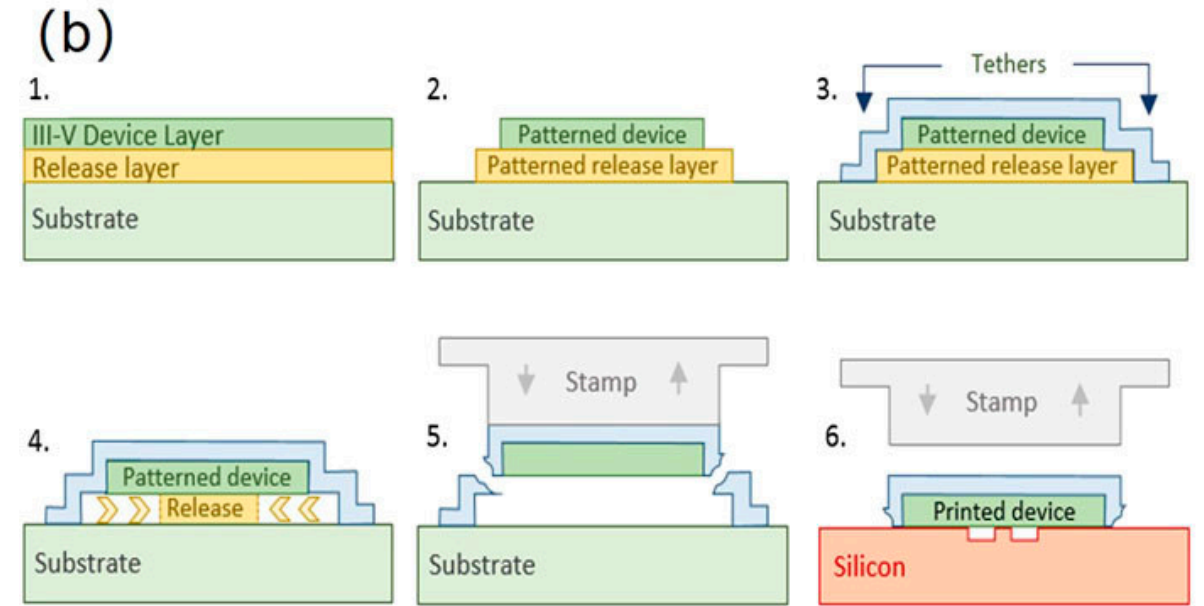 (b)
1.
III-V Device Layer
Release layer
Substrate
2.
Patterned device
Patterned release layer
Substrate
Tethers
3.
Patterned device
Patterned release layer
Substrate
4.
Patterned device
Release
Substrate
5.
Stamp
Substrate
6.
Stamp
Printed device
Silicon